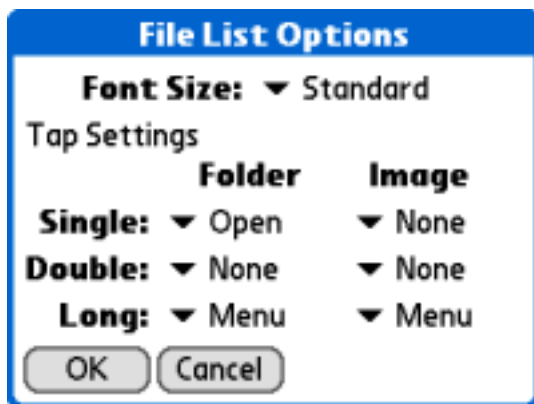 File List Options
Font Size: Standard
Tap Settings
Folder Image
Single: Open None
Double: None None
Long: Menu Menu
OK Cancel